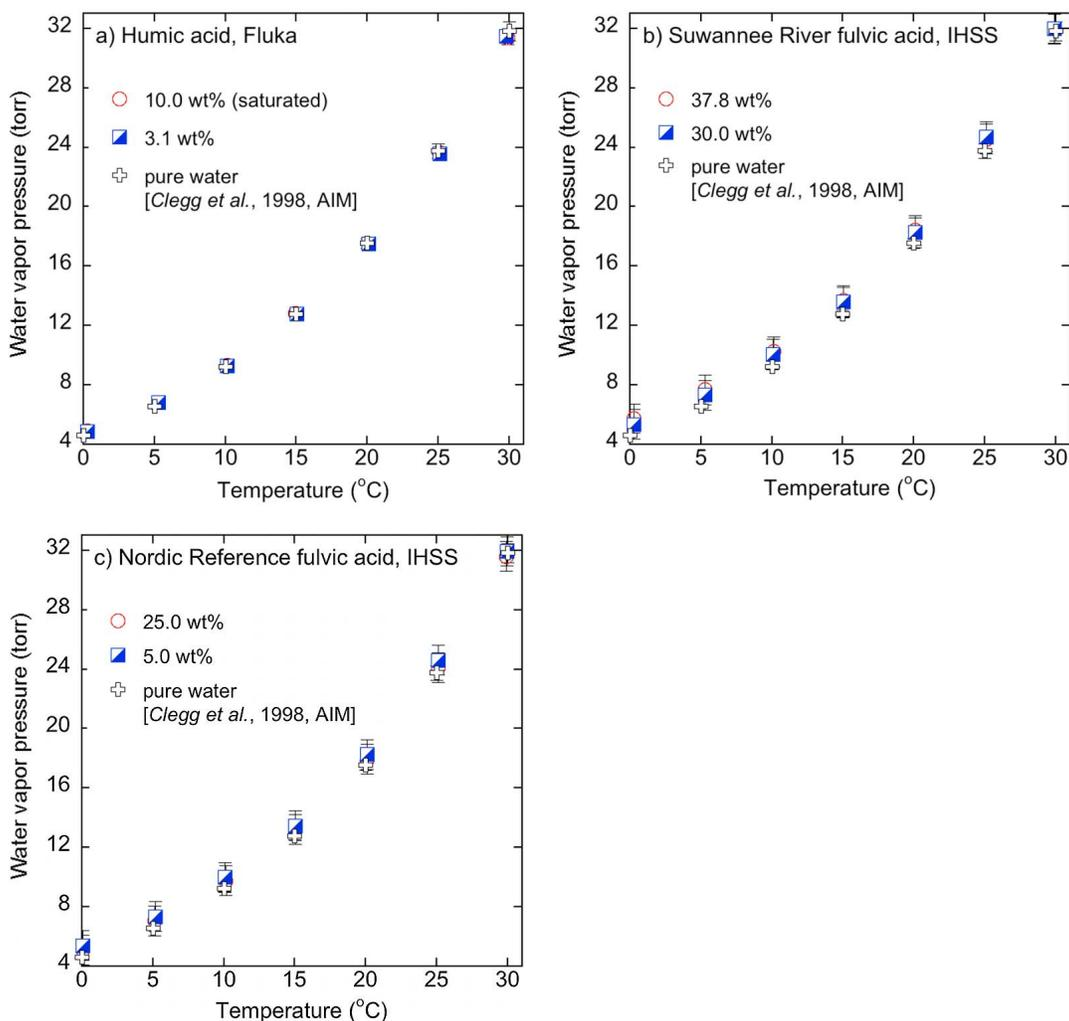 a) Humic acid, Fluka
10.0 wt% (saturated)
3.1 wt%
pure water
[Clegg et al., 1998, AIM]
Water vapor pressure (torr)
32
28
24
20
16
12
8
4
0 5 10 15 20 25 30
Temperature (°C)
b) Suwannee River fulvic acid, IHSS
37.8 wt%
30.0 wt%
pure water
[Clegg et al., 1998, AIM]
Water vapor pressure (torr)
32
28
24
20
16
12
8
4
0 5 10 15 20 25 30
Temperature (°C)
c) Nordic Reference fulvic acid, IHSS
25.0 wt%
5.0 wt%
pure water
[Clegg et al., 1998, AIM]
Water vapor pressure (torr)
32
28
24
20
16
12
8
4
0 5 10 15 20 25 30
Temperature (°C)